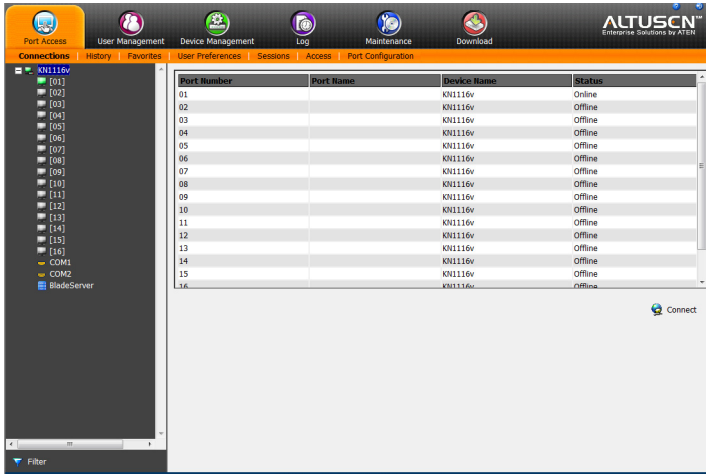 Port Access User Management Device Management Log Maintenance Download
ALTUSCN™
Enterprise Solutions by ATEN
Connections History Favorites User Preferences Sessions Access Port Configuration
KN1116v
[01]
[02]
[03]
[04]
[05]
[06]
[07]
[08]
[09]
[10]
[11]
[12]
[13]
[14]
[15]
[16]
COM1
COM2
BladeServer
Filter
Port Number Port Name Device Name Status
01 KN1116v Online
02 KN1116v Offline
03 KN1116v Offline
04 KN1116v Offline
05 KN1116v Offline
06 KN1116v Offline
07 KN1116v Offline
08 KN1116v Offline
09 KN1116v Offline
10 KN1116v Offline
11 KN1116v Offline
12 KN1116v Offline
13 KN1116v Offline
14 KN1116v Offline
15 KN1116v Offline
16 KN1116v Offline
Connect